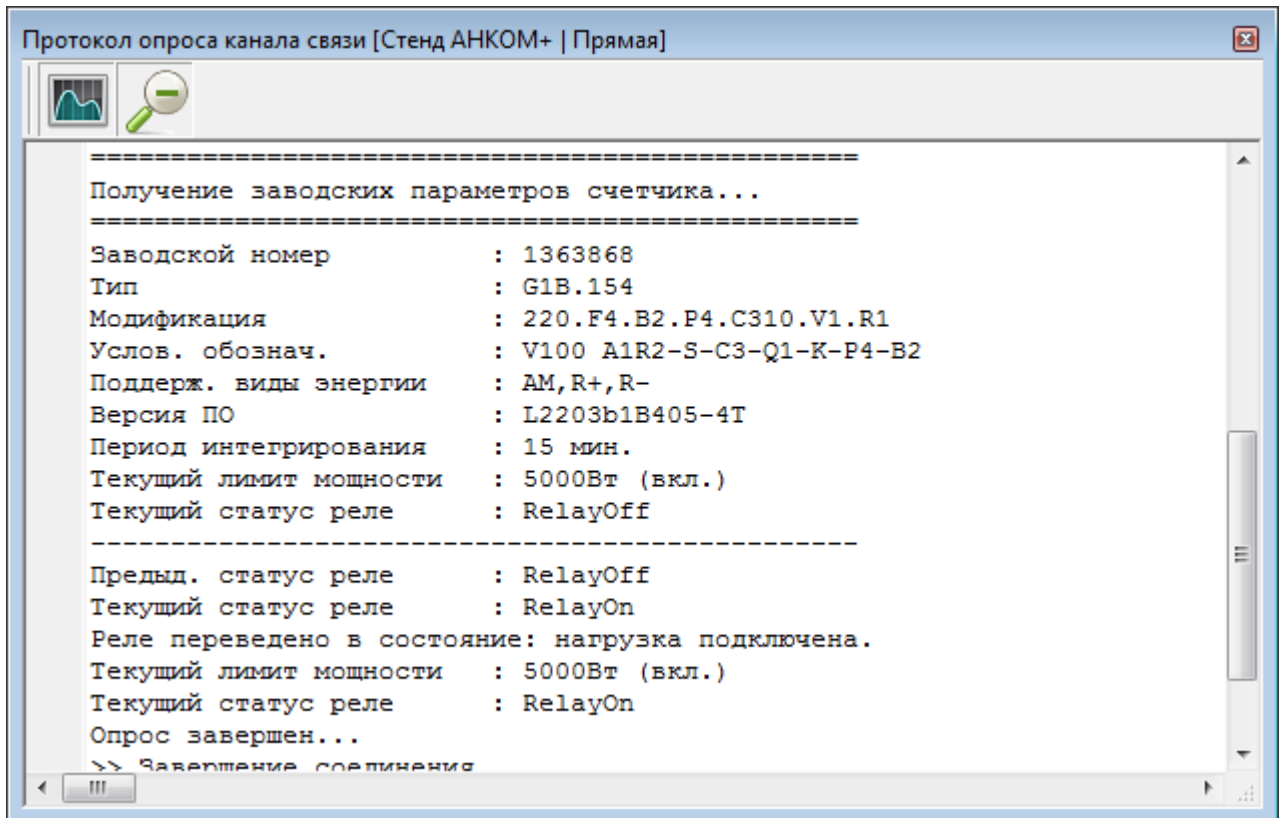 Протокол опроса канала связи [Стенд АНКОМ+ | Прямая]
================================================
Получение заводских параметров счетчика...
================================================
Заводской номер          : 1363868
Тип                      : G1B.154
Модификация              : 220.F4.B2.P4.C310.V1.R1
Услов. обознач.          : V100 A1R2-S-C3-Q1-K-P4-B2
Поддерж. виды энергии    : AM,R+,R-
Версия ПО                : L2203b1B405-4T
Период интегрирования    : 15 мин.
Текущий лимит мощности   : 5000Вт (вкл.)
Текущий статус реле      : RelayOff
------------------------------------------------
Предыд. статус реле      : RelayOff
Текущий статус реле      : RelayOn
Реле переведено в состояние: нагрузка подключена.
Текущий лимит мощности   : 5000Вт (вкл.)
Текущий статус реле      : RelayOn
Опрос завершен...
>> Завершение соединения